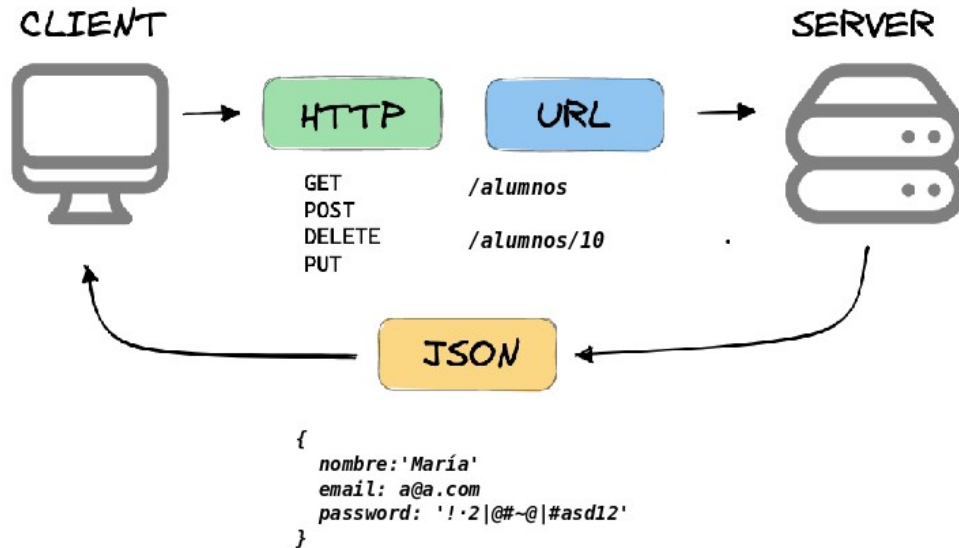 CLIENT
SERVER
HTTP
URL
GET
/alumnos
POST
DELETE
/alumnos/10
.
PUT
JSON
{
nombre:'María'
email: a@a.com
password: '!·2|@#~@|#asd12'
}